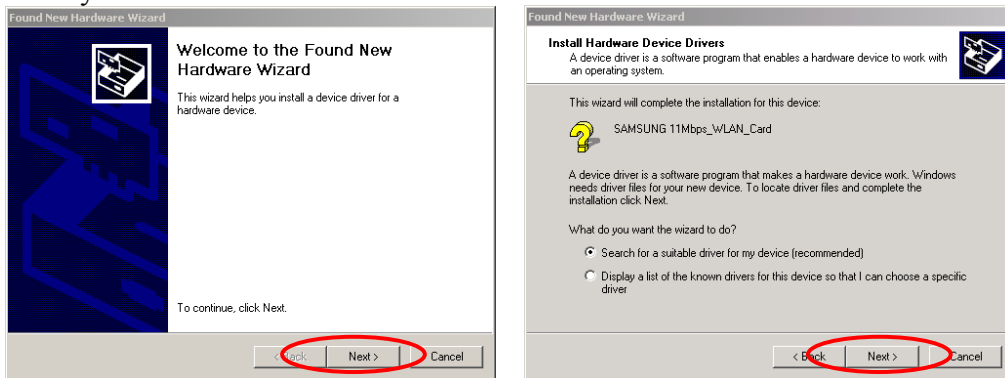 Found New Hardware Wizard
Welcome to the Found New
Hardware Wizard
This wizard helps you install a device driver for a
hardware device.
To continue, click Next.
< Back
Next >
Cancel
Found New Hardware Wizard
Install Hardware Device Drivers
A device driver is a software program that enables a hardware device to work with
an operating system.
This wizard will complete the installation for this device:
SAMSUNG 11Mbps_WLAN_Card
A device driver is a software program that makes a hardware device work. Windows
needs driver files for your new device. To locate driver files and complete the
installation click Next.
What do you want the wizard to do?
Search for a suitable driver for my device (recommended)
Display a list of the known drivers for this device so that I can choose a specific
driver
< Back
Next >
Cancel